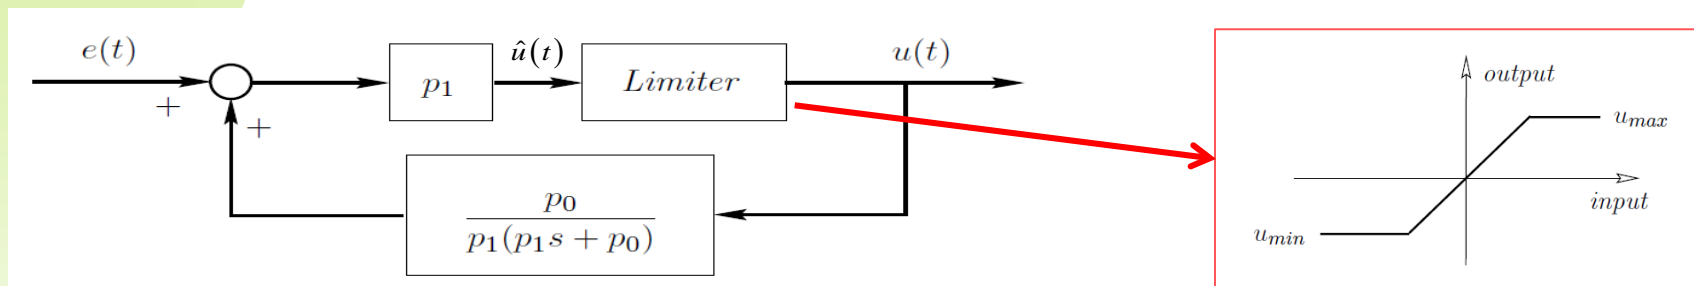 e(t)
+
+
p₁
û(t)
Limiter
u(t)
p₀
p₁(p₁s + p₀)
output
u_max
input
u_min